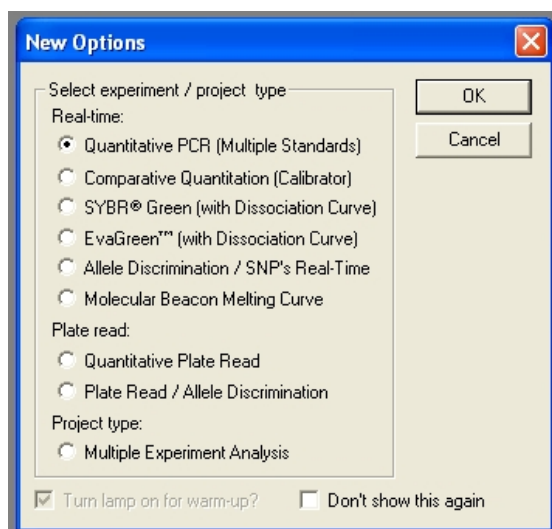 New Options
Select experiment / project type
Real-time:
Quantitative PCR (Multiple Standards)
Comparative Quantitation (Calibrator)
SYBR® Green (with Dissociation Curve)
EvaGreen™ (with Dissociation Curve)
Allele Discrimination / SNP's Real-Time
Molecular Beacon Melting Curve
Plate read:
Quantitative Plate Read
Plate Read / Allele Discrimination
Project type:
Multiple Experiment Analysis
OK
Cancel
Turn lamp on for warm-up?
Don't show this again